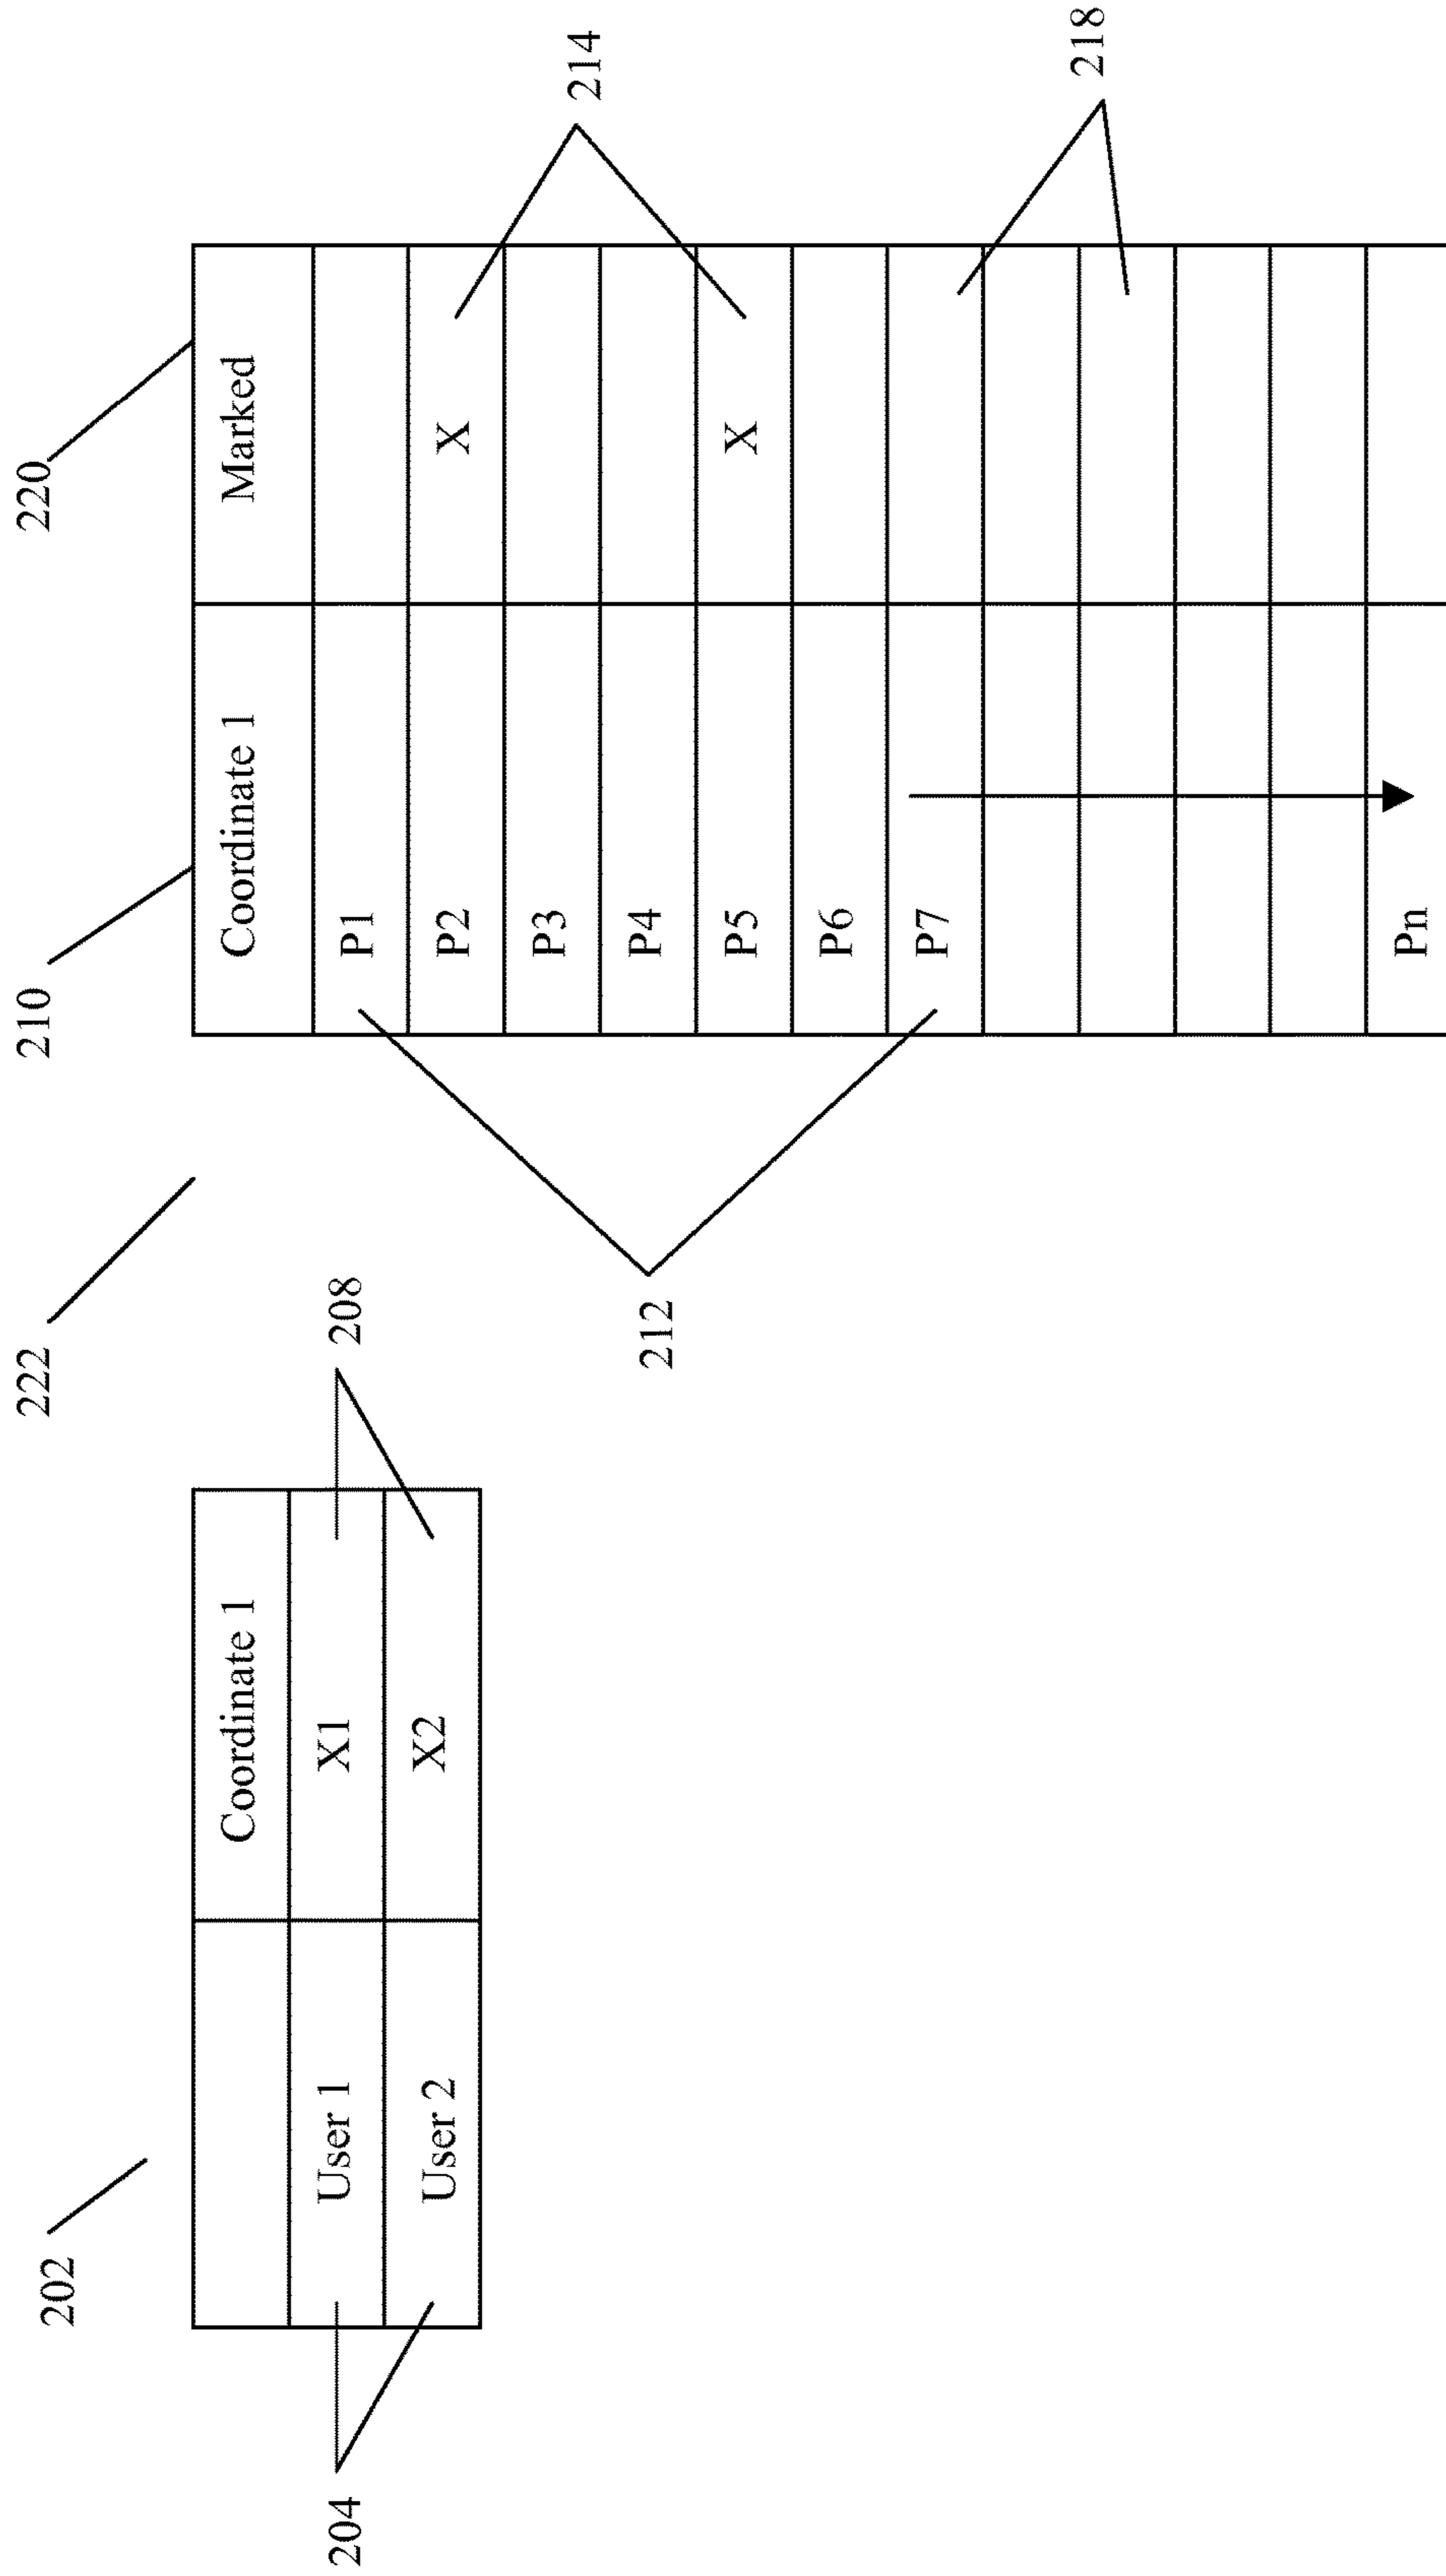 202
222
210
220
Coordinate 1
User 1
X1
User 2
X2
204
208
Coordinate 1
Marked
P1
P2
X
P3
P4
P5
X
P6
P7
Pn
212
214
218